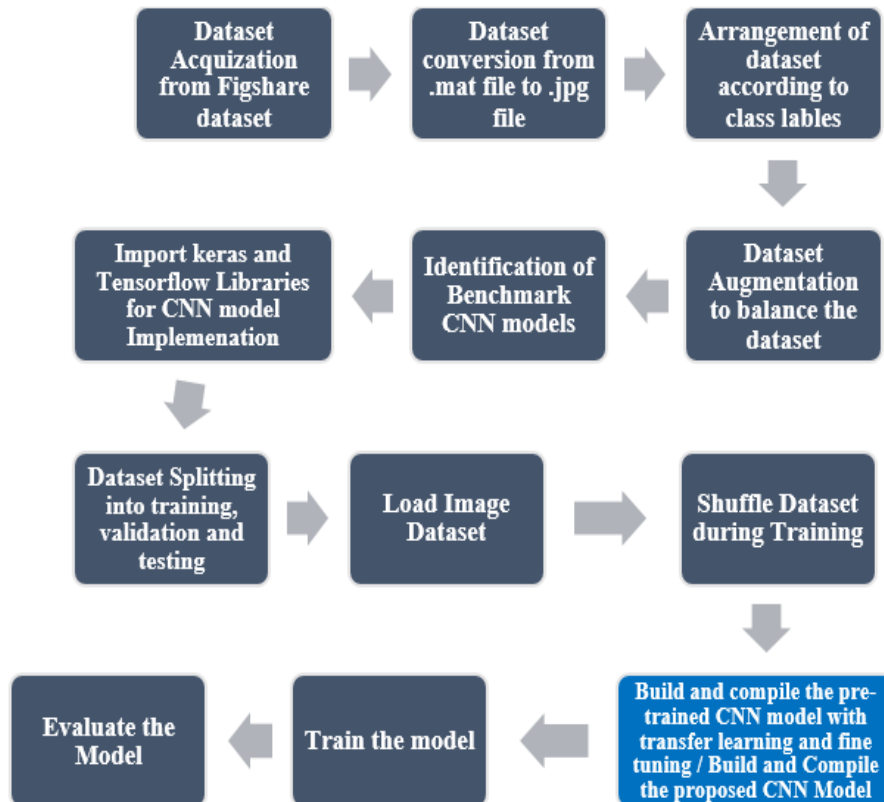 Dataset
Acquization
from Figshare
dataset
Dataset
conversion from
.mat file to .jpg
file
Arrangement of
dataset
according to
class lables
Dataset
Augmentation
to balance the
dataset
Identification of
Benchmark
CNN models
Import keras and
Tensorflow Libraries
for CNN model
Implemenation
Dataset Splitting
into training,
validation and
testing
Load Image
Dataset
Shuffle Dataset
during Training
Build and compile the pre-
trained CNN model with
transfer learning and fine
tuning / Build and Compile
the proposed CNN Model
Train the model
Evaluate the
Model